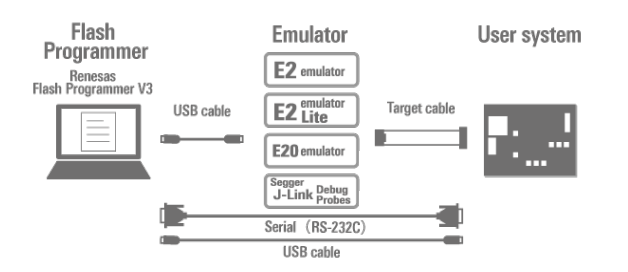 Flash
Programmer
Renesas
Flash Programmer V3
USB cable
Emulator
E2 emulator
E2 emulator
Lite
E20 emulator
Segger
J-Link Debug
Probes
Target cable
User system
Serial (RS-232C)
USB cable